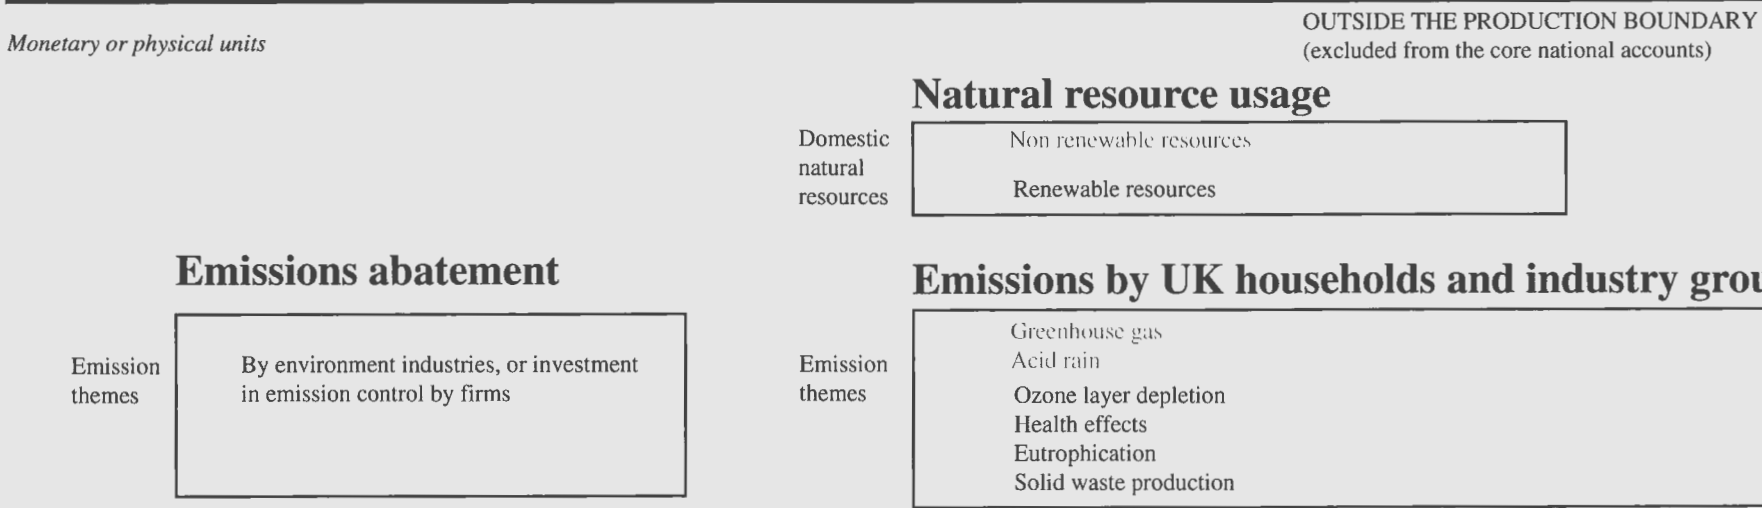 OUTSIDE THE PRODUCTION BOUNDARY
Monetary or physical units
(excluded from the core national accounts)
Natural resource usage
Domestic
natural
resources
Non renewable resources
Renewable resources
Emissions abatement
Emission
themes
By environment industries, or investment
in emission control by firms
Emissions by UK households and industry
Emission
themes
Greenhouse gas
Acid rain
Ozone layer depletion
Health effects
Eutrophication
Solid waste production